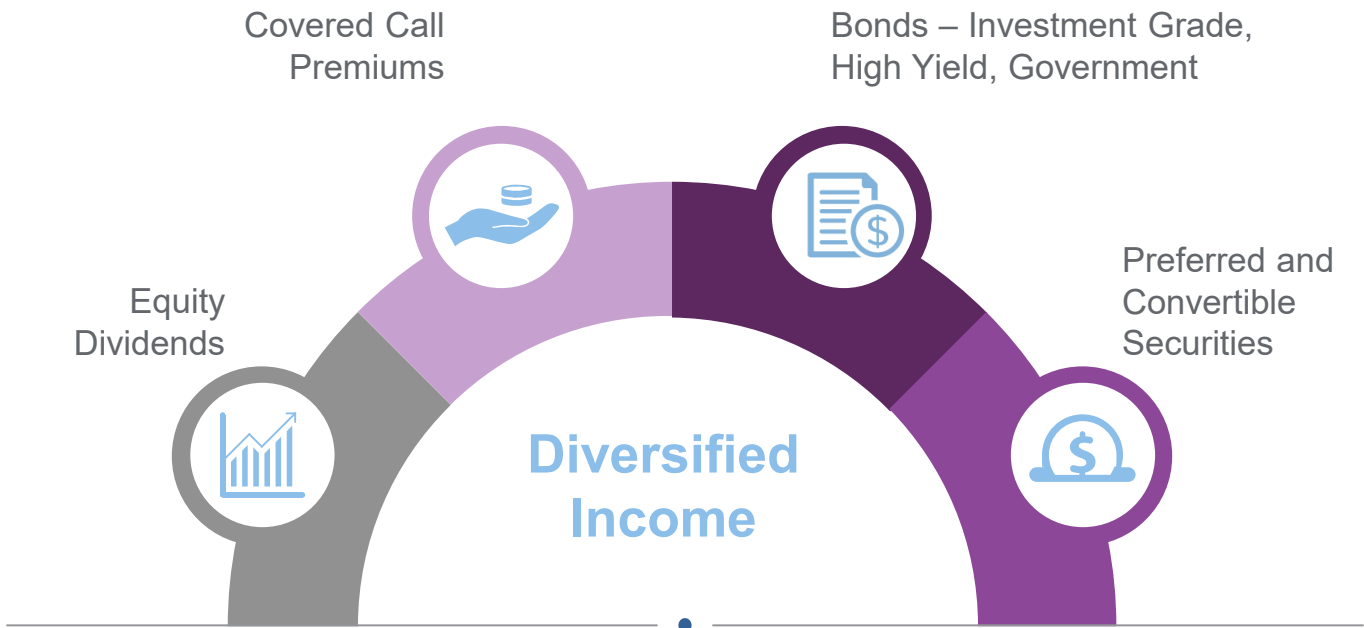 Covered Call
Premiums
Bonds – Investment Grade,
High Yield, Government
Equity
Dividends
Preferred and
Convertible
Securities
$
$
Diversified
Income